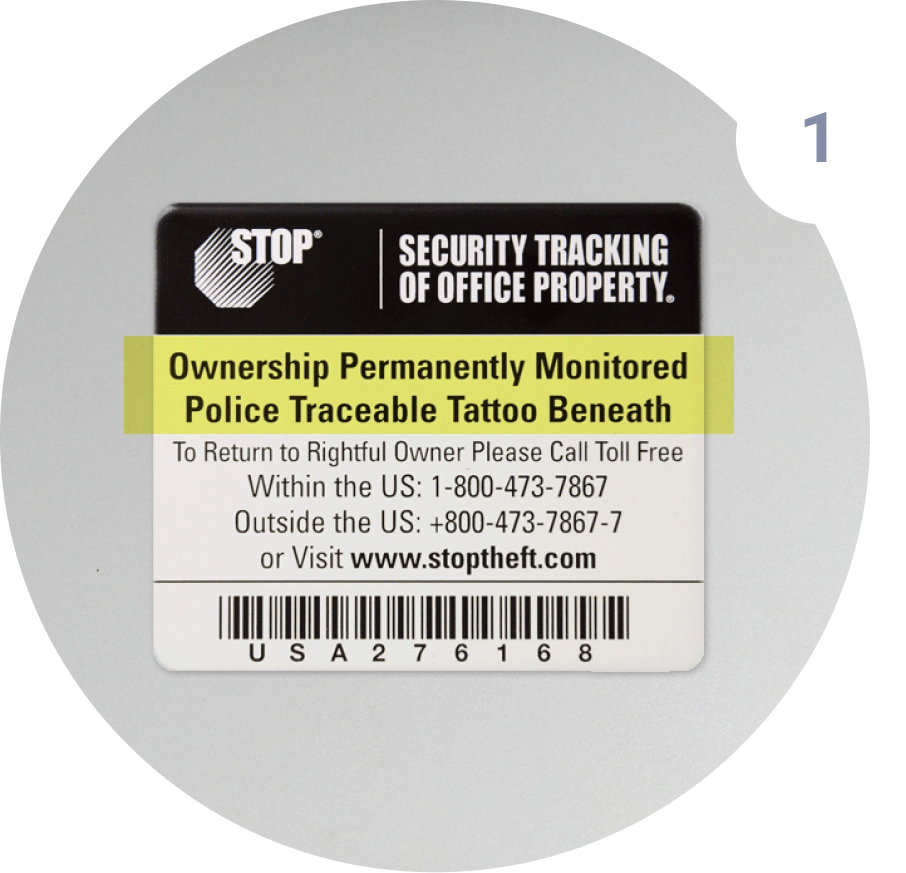 1
STOP®
SECURITY TRACKING
OF OFFICE PROPERTY®
Ownership Permanently Monitored
Police Traceable Tattoo Beneath
To Return to Rightful Owner Please Call Toll Free
Within the US: 1-800-473-7867
Outside the US: +800-473-7867-7
or Visit www.stoptheft.com
USA276168